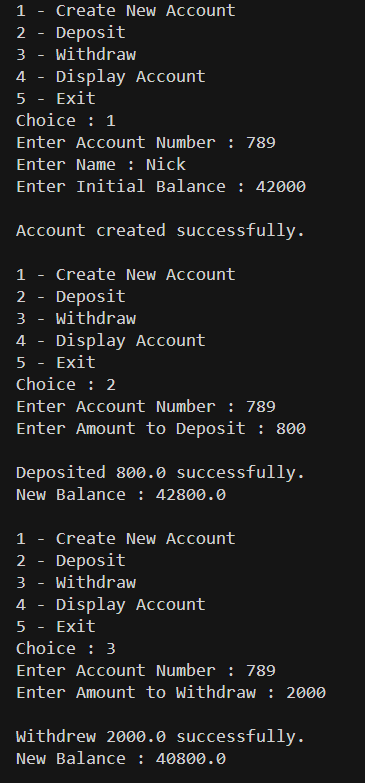 1 - Create New Account
2 - Deposit
3 - Withdraw
4 - Display Account
5 - Exit
Choice : 1
Enter Account Number : 789
Enter Name : Nick
Enter Initial Balance : 42000
Account created successfully.
1 - Create New Account
2 - Deposit
3 - Withdraw
4 - Display Account
5 - Exit
Choice : 2
Enter Account Number : 789
Enter Amount to Deposit : 800
Deposited 800.0 successfully.
New Balance : 42800.0
1 - Create New Account
2 - Deposit
3 - Withdraw
4 - Display Account
5 - Exit
Choice : 3
Enter Account Number : 789
Enter Amount to Withdraw : 2000
Withdrew 2000.0 successfully.
New Balance : 40800.0